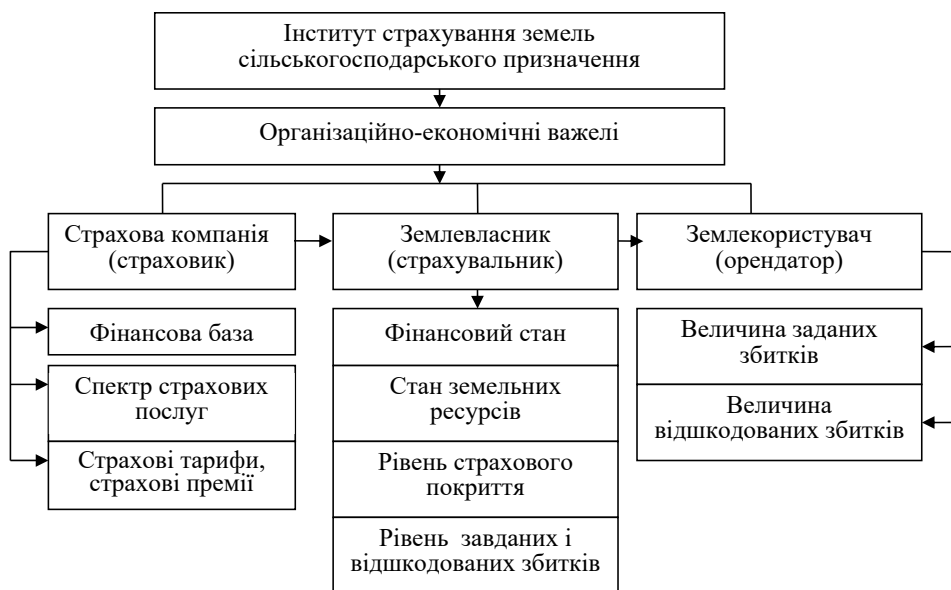 Інститут страхування земель
сільськогосподарського призначення
Організаційно-економічні важелі
Страхова компанія
(страховик)
Землевласник
(страхувальник)
Землекористувач
(орендатор)
Фінансова база
Спектр страхових
послуг
Страхові тарифи,
страхові премії
Фінансовий стан
Стан земельних
ресурсів
Рівень страхового
покриття
Рівень завданих і
відшкодованих збитків
Величина заданих
збитків
Величина
відшкодованих збитків